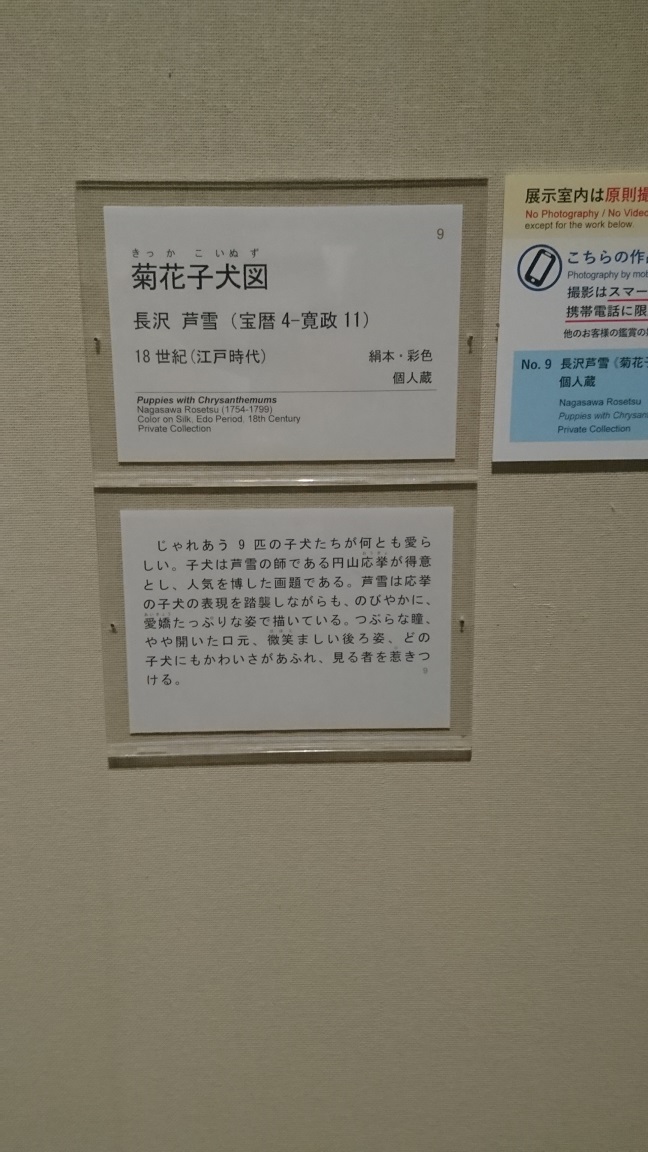 9
きっか こいぬ ず
菊花子犬図
長沢 芦雪（宝暦 4−寛政 11）
18 世紀（江戸時代）
絹本・彩色
個人蔵
Puppies with Chrysanthemums
Nagasawa Rosetsu (1754-1799)
Color on Silk, Edo Period, 18th Century
Private Collection
じゃれあう 9 匹の子犬たちが何とも愛ら
しい。子犬は芦雪の師である円山応挙が得意
とし、人気を博した画題である。芦雪は応挙
の子犬の表現を踏襲しながらも、のびやかに、
愛嬌たっぷりな姿で描いている。つぶらな瞳、
やや開いた口元、微笑ましい後ろ姿、どの
子犬にもかわいさがあふれ、見る者を惹きつ
ける。
9
展示室内は原則撮
No Photography / No Video
except for the work below.
こちらの作
Photography by mob
撮影はスマー
携帯電話に限
他のお客様の鑑賞の
No. 9 長沢芦雪《菊花子
個人蔵
Nagasawa Rosetsu
Puppies with Chrysan
Private Collection